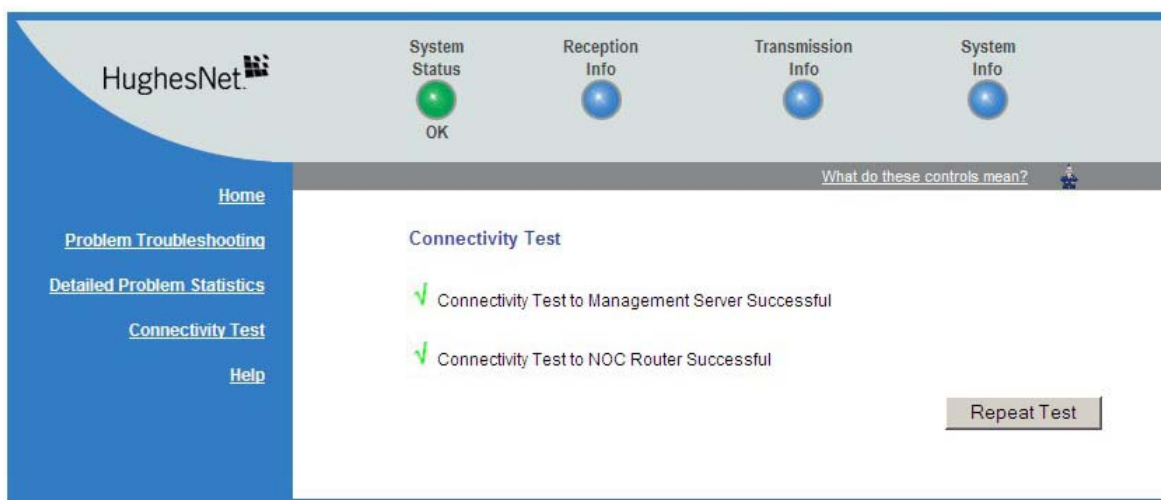 HughesNet.
System
Status
OK
Reception
Info
Transmission
Info
System
Info
What do these controls mean?
Home
Problem Troubleshooting
Detailed Problem Statistics
Connectivity Test
Help
Connectivity Test
√ Connectivity Test to Management Server Successful
√ Connectivity Test to NOC Router Successful
Repeat Test